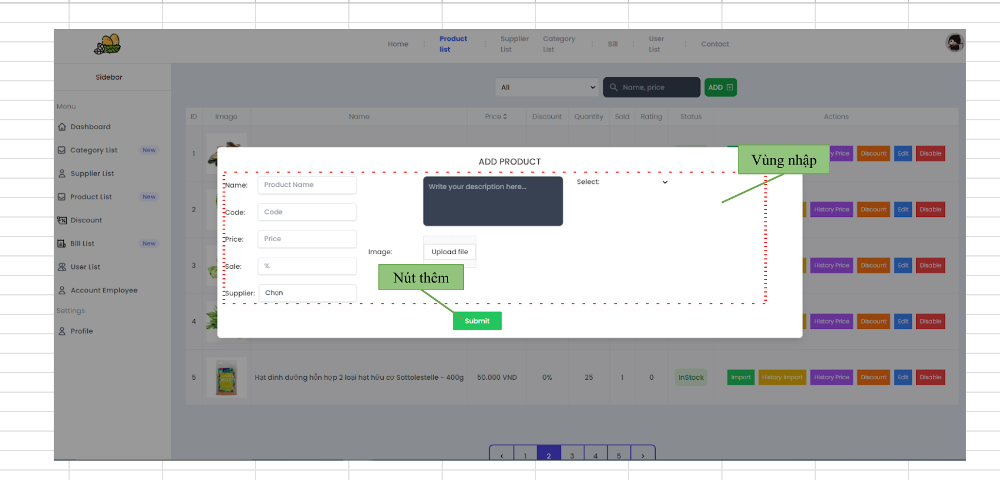 Home
Product list
Supplier List
Category List
Bill
User List
Contact
Sidebar
All
Name, price
ADD
Menu
Dashboard
Category List New
Supplier List
Product List New
Discount
Bill List New
User List
Account Employee
Settings
Profile
ID Image Name Price Discount Quantity Sold Rating Status Actions
1 y Price Discount Edit Disable
2 History Price Discount Edit Disable
3 History Price Discount Edit Disable
4 History Price Discount Edit Disable
5 Hạt dinh dưỡng hỗn hợp 2 loại hạt hữu cơ Sottolestelle - 400g 50.000 VND 0% 25 1 0 InStock Import History Import History Price Discount Edit Disable
ADD PRODUCT
Vùng nhập
Name: Product Name
Write your description here...
Select:
Code: Code
Price: Price
Image: Upload file
Sale: %
Nút thêm
Supplier: Chọn
Submit
‹ 1 2 3 4 5 ›